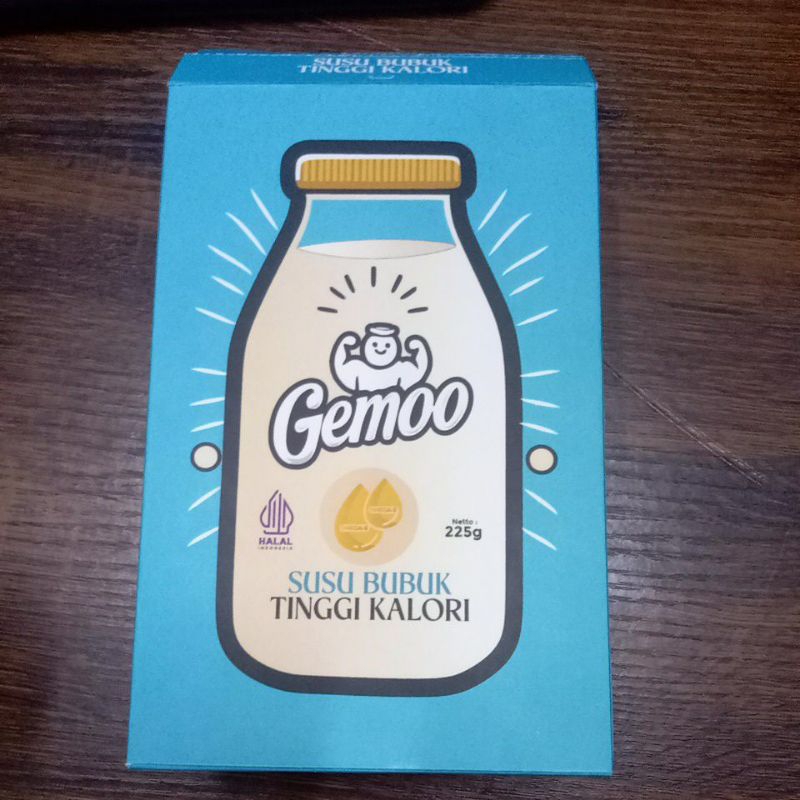 SUSU BUBUK
TINGGI KALORI
Gemoo
HALAL
INDONESIA
Netto :
225g
SUSU BUBUK
TINGGI KALORI